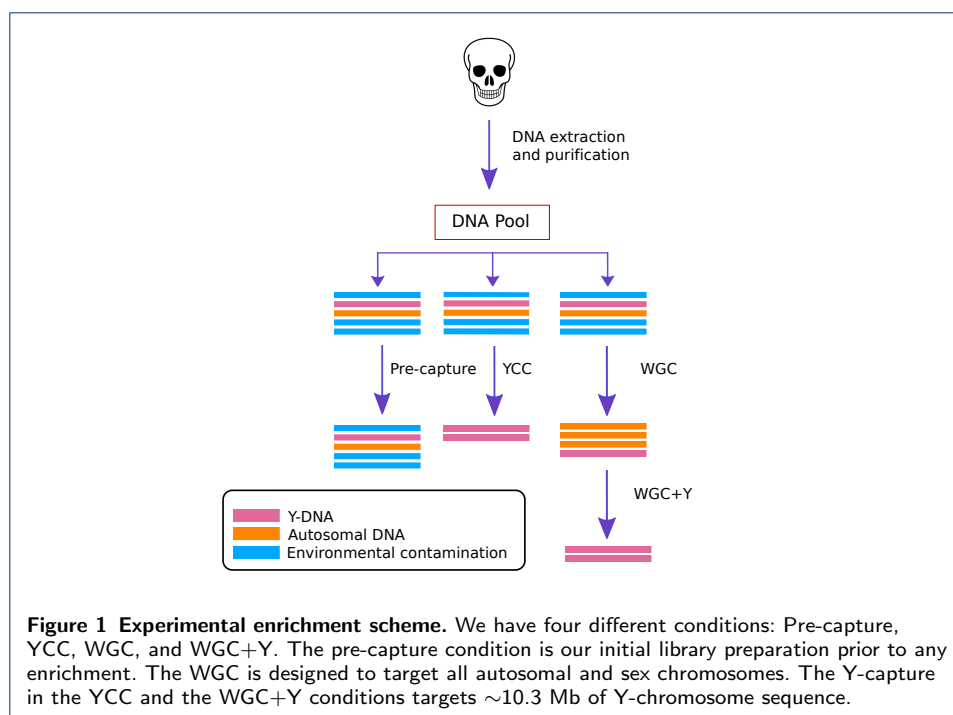 DNA extraction
and purification
DNA Pool
Pre-capture
YCC
WGC
WGC+Y
Y-DNA
Autosomal DNA
Environmental contamination
Figure 1 Experimental enrichment scheme. We have four different conditions: Pre-capture,
YCC, WGC, and WGC+Y. The pre-capture condition is our initial library preparation prior to any
enrichment. The WGC is designed to target all autosomal and sex chromosomes. The Y-capture
in the YCC and the WGC+Y conditions targets ∼10.3 Mb of Y-chromosome sequence.